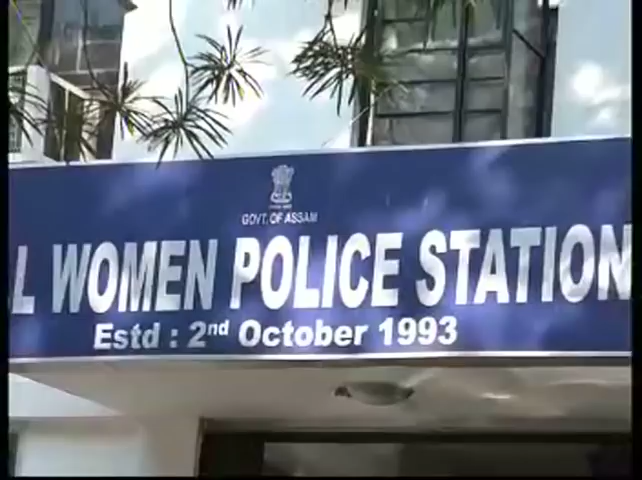 GOVT. OF ASSAM
L WOMEN POLICE STATION
Estd : 2nd October 1993